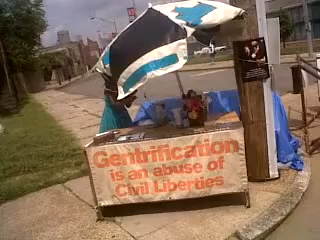 Gentrification
is an abuse of
Civil Liberties